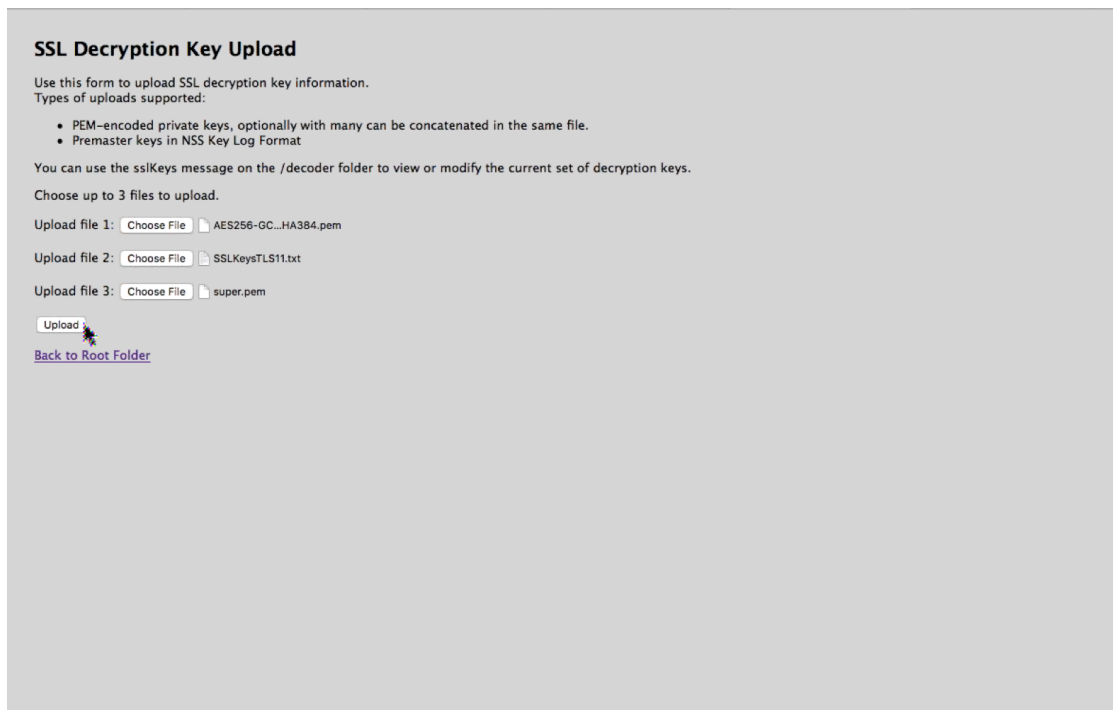 SSL Decryption Key Upload
Use this form to upload SSL decryption key information.
Types of uploads supported:
• PEM-encoded private keys, optionally with many can be concatenated in the same file.
• Premaster keys in NSS Key Log Format
You can use the sslKeys message on the /decoder folder to view or modify the current set of decryption keys.
Choose up to 3 files to upload.
Upload file 1: Choose File AES256-GC...HA384.pem
Upload file 2: Choose File SSLKeysTLS11.txt
Upload file 3: Choose File super.pem
Upload
Back to Root Folder